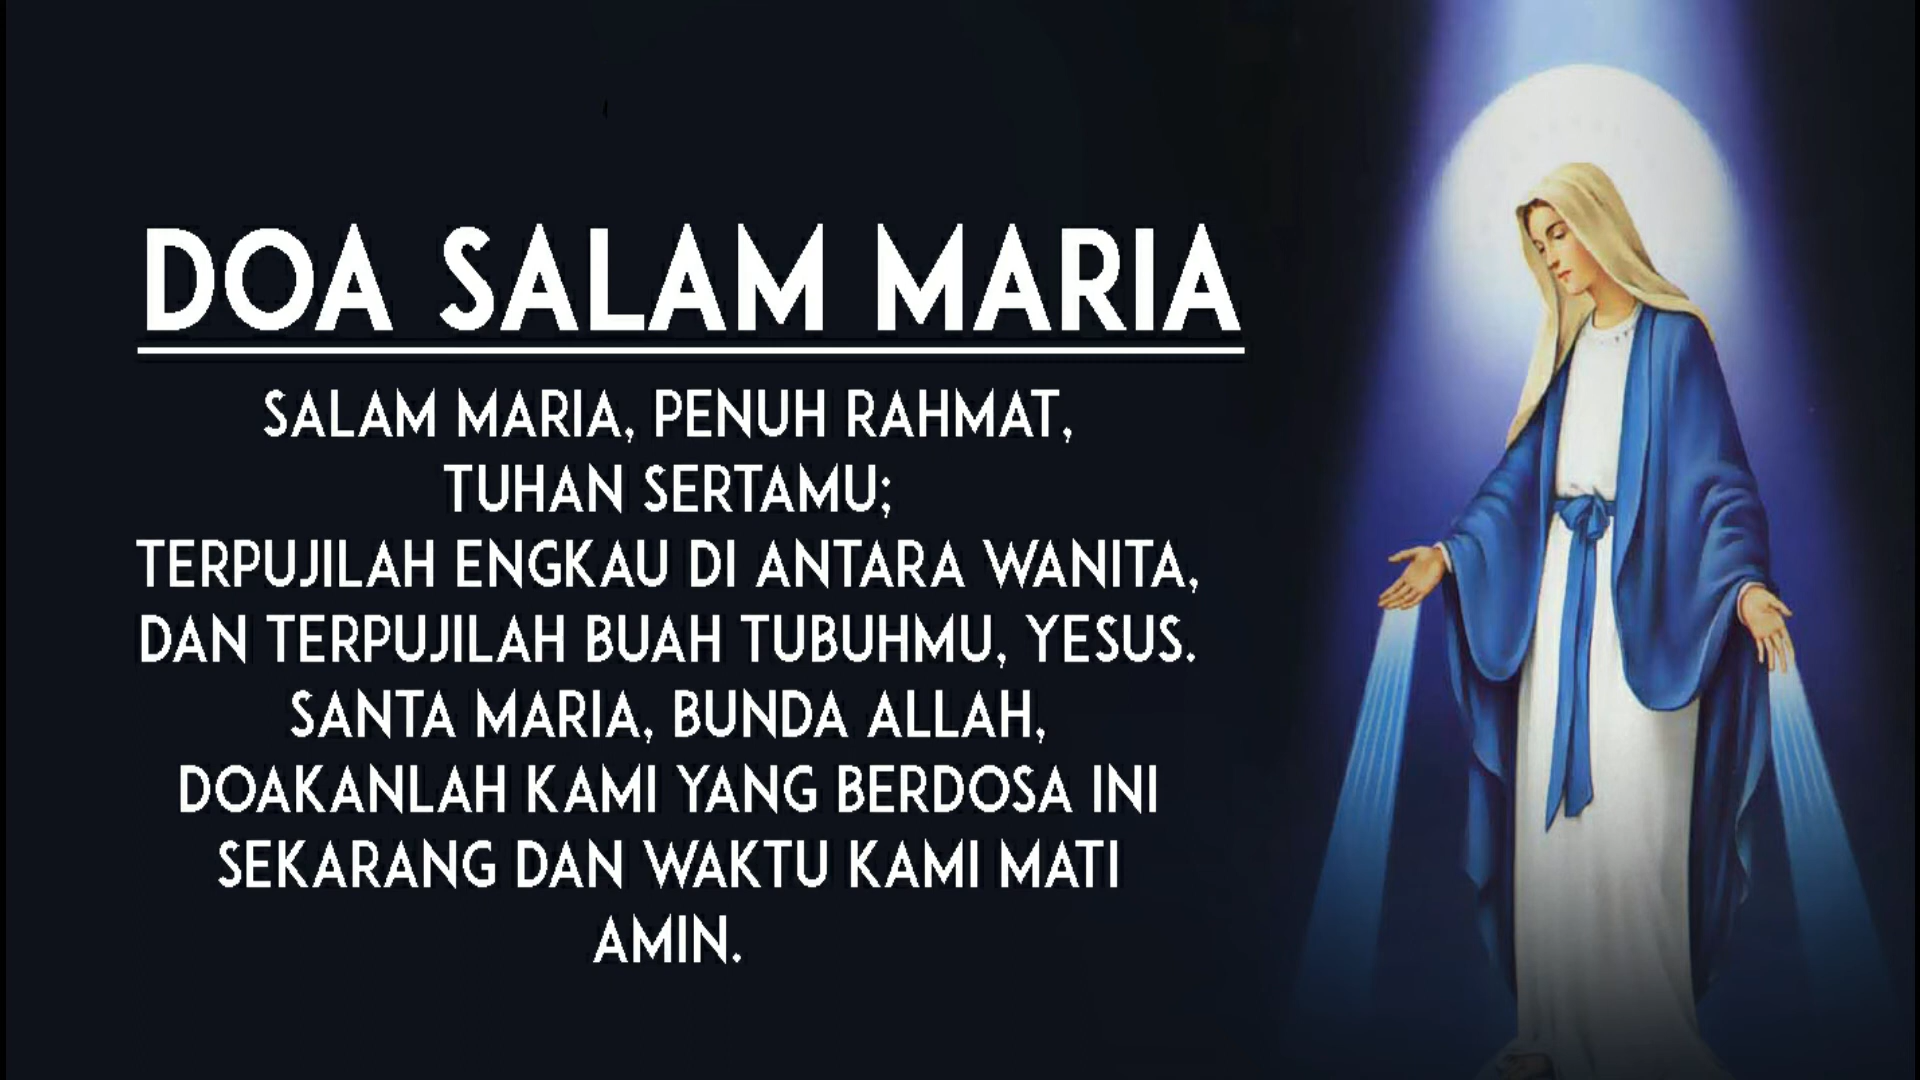 DOA SALAM MARIA
SALAM MARIA, PENUH RAHMAT,
TUHAN SERTAMU;
TERPUJILAH ENGKAU DI ANTARA WANITA,
DAN TERPUJILAH BUAH TUBUHMU, YESUS.
SANTA MARIA, BUNDA ALLAH,
DOAKANLAH KAMI YANG BERDOSA INI
SEKARANG DAN WAKTU KAMI MATI
AMIN.